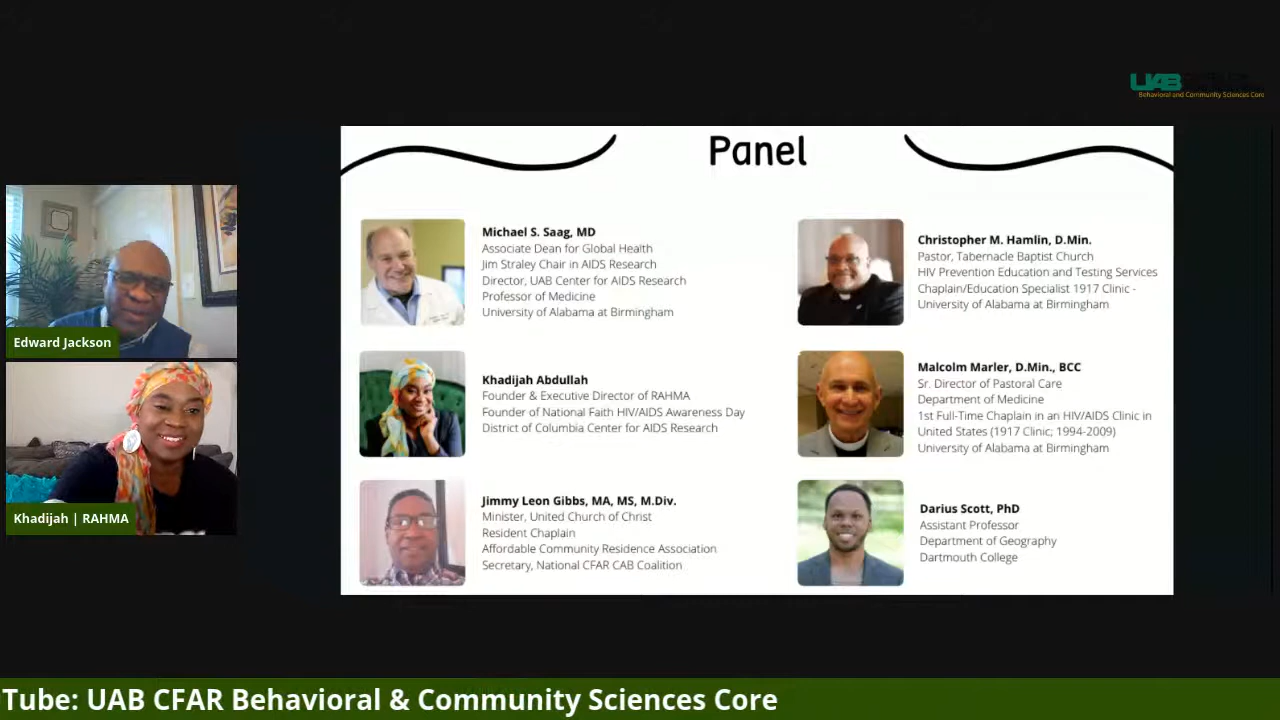 UAB
Behavioral and Community Sciences Core
Panel
Michael S. Saag, MD
Associate Dean for Global Health
Jim Straley Chair in AIDS Research
Director, UAB Center for AIDS Research
Professor of Medicine
University of Alabama at Birmingham
Christopher M. Hamlin, D.Min.
Pastor, Tabernacle Baptist Church
HIV Prevention Education and Testing Services
Chaplain/Education Specialist 1917 Clinic -
University of Alabama at Birmingham
Khadijah Abdullah
Founder & Executive Director of RAHMA
Founder of National Faith HIV/AIDS Awareness Day
District of Columbia Center for AIDS Research
Malcolm Marler, D.Min., BCC
Sr. Director of Pastoral Care
Department of Medicine
1st Full-Time Chaplain in an HIV/AIDS Clinic in
United States (1917 Clinic; 1994-2009)
University of Alabama at Birmingham
Jimmy Leon Gibbs, MA, MS, M.Div.
Minister, United Church of Christ
Resident Chaplain
Affordable Community Residence Association
Secretary, National CFAR CAB Coalition
Darius Scott, PhD
Assistant Professor
Department of Geography
Dartmouth College
Edward Jackson
Khadijah | RAHMA
Tube: UAB CFAR Behavioral & Community Sciences Core